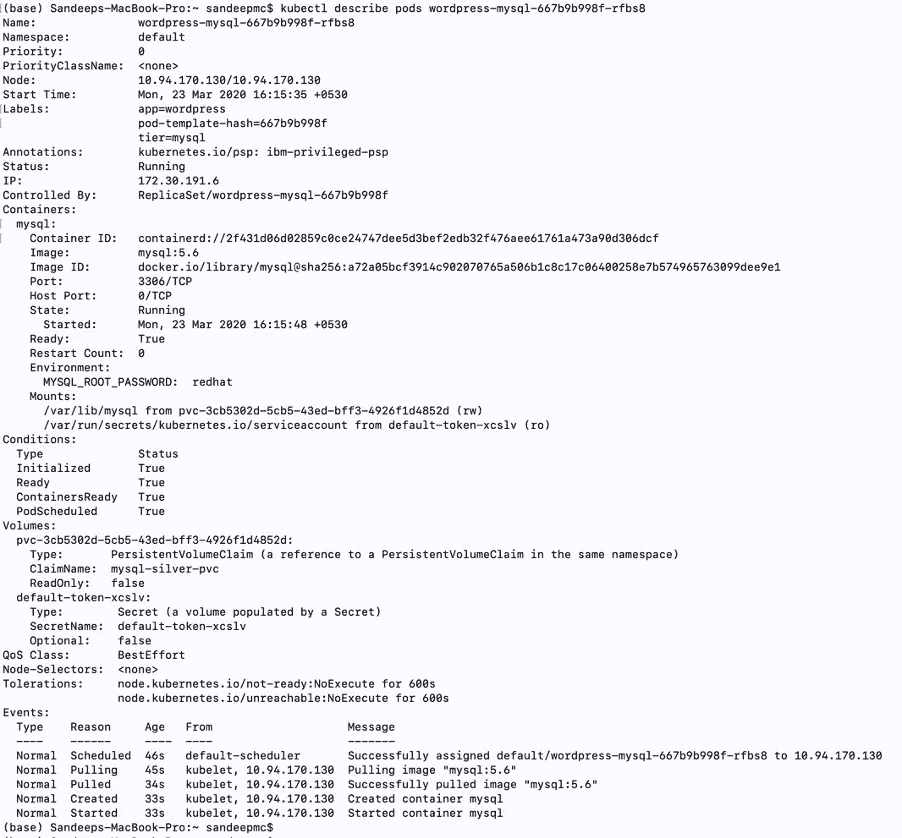 (base) Sandeeps-MacBook-Pro:~ sandeepmc$ kubectl describe pods wordpress-mysql-667b9b998f-rfbs8
Name:               wordpress-mysql-667b9b998f-rfbs8
Namespace:          default
Priority:           0
PriorityClassName:  <none>
Node:               10.94.170.130/10.94.170.130
Start Time:         Mon, 23 Mar 2020 16:15:35 +0530
Labels:             app=wordpress
                    pod-template-hash=667b9b998f
                    tier=mysql
Annotations:        kubernetes.io/psp: ibm-privileged-psp
Status:             Running
IP:                 172.30.191.6
Controlled By:      ReplicaSet/wordpress-mysql-667b9b998f
Containers:
  mysql:
    Container ID:   containerd://2f431d06d02859c0ce24747dee5d3bef2edb32f476aee61761a473a90d306dcf
    Image:          mysql:5.6
    Image ID:       docker.io/library/mysql@sha256:a72a05bcf3914c902070765a506b1c8c17c06400258e7b574965763099dee9e1
    Port:           3306/TCP
    Host Port:      0/TCP
    State:          Running
      Started:      Mon, 23 Mar 2020 16:15:48 +0530
    Ready:          True
    Restart Count:  0
    Environment:
      MYSQL_ROOT_PASSWORD:  redhat
    Mounts:
      /var/lib/mysql from pvc-3cb5302d-5cb5-43ed-bff3-4926f1d4852d (rw)
      /var/run/secrets/kubernetes.io/serviceaccount from default-token-xcslv (ro)
Conditions:
  Type              Status
  Initialized       True
  Ready             True
  ContainersReady   True
  PodScheduled      True
Volumes:
  pvc-3cb5302d-5cb5-43ed-bff3-4926f1d4852d:
    Type:       PersistentVolumeClaim (a reference to a PersistentVolumeClaim in the same namespace)
    ClaimName:  mysql-silver-pvc
    ReadOnly:   false
  default-token-xcslv:
    Type:        Secret (a volume populated by a Secret)
    SecretName:  default-token-xcslv
    Optional:    false
QoS Class:       BestEffort
Node-Selectors:  <none>
Tolerations:     node.kubernetes.io/not-ready:NoExecute for 600s
                 node.kubernetes.io/unreachable:NoExecute for 600s
Events:
  Type    Reason     Age   From                     Message
  ----    ------     ----  ----                     -------
  Normal  Scheduled  46s   default-scheduler        Successfully assigned default/wordpress-mysql-667b9b998f-rfbs8 to 10.94.170.130
  Normal  Pulling    45s   kubelet, 10.94.170.130  Pulling image "mysql:5.6"
  Normal  Pulled     34s   kubelet, 10.94.170.130  Successfully pulled image "mysql:5.6"
  Normal  Created    33s   kubelet, 10.94.170.130  Created container mysql
  Normal  Started    33s   kubelet, 10.94.170.130  Started container mysql
(base) Sandeeps-MacBook-Pro:~ sandeepmc$